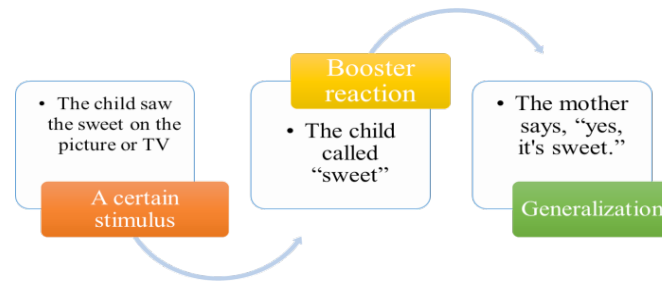 • The child saw
the sweet on the
picture or TV
A certain
stimulus
Booster
reaction
• The child
called
“sweet”
• The mother
says, “yes,
it's sweet.”
Generalization